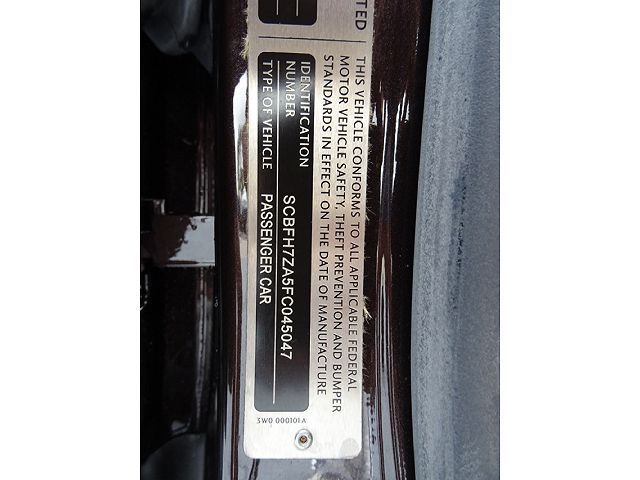 TED
THIS VEHICLE CONFORMS TO ALL APPLICABLE FEDERAL
MOTOR VEHICLE SAFETY, THEFT PREVENTION AND BUMPER
STANDARDS IN EFFECT ON THE DATE OF MANUFACTURE
IDENTIFICATION
NUMBER SCBFH7ZA5FC045047
TYPE OF VEHICLE PASSENGER CAR
3W0 000101A